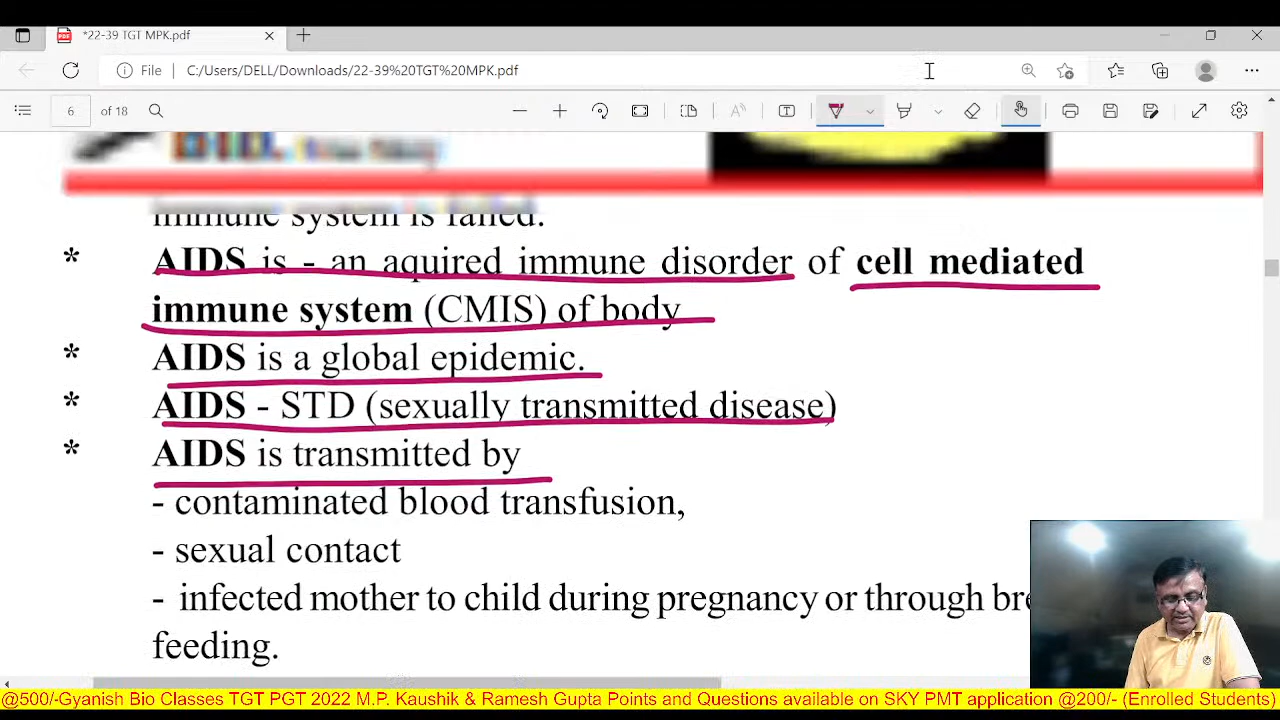 *22-39 TGT MPK.pdf
File C:/Users/DELL/Downloads/22-39%20TGT%20MPK.pdf
6 of 18
immune system is failed.
* AIDS is - an aquired immune disorder of cell mediated
immune system (CMIS) of body
* AIDS is a global epidemic.
* AIDS - STD (sexually transmitted disease)
* AIDS is transmitted by
- contaminated blood transfusion,
- sexual contact
- infected mother to child during pregnancy or through bre
feeding.
@500/-Gyanish Bio Classes TGT PGT 2022 M.P. Kaushik & Ramesh Gupta Points and Questions available on SKY PMT application @200/- (Enrolled Students)